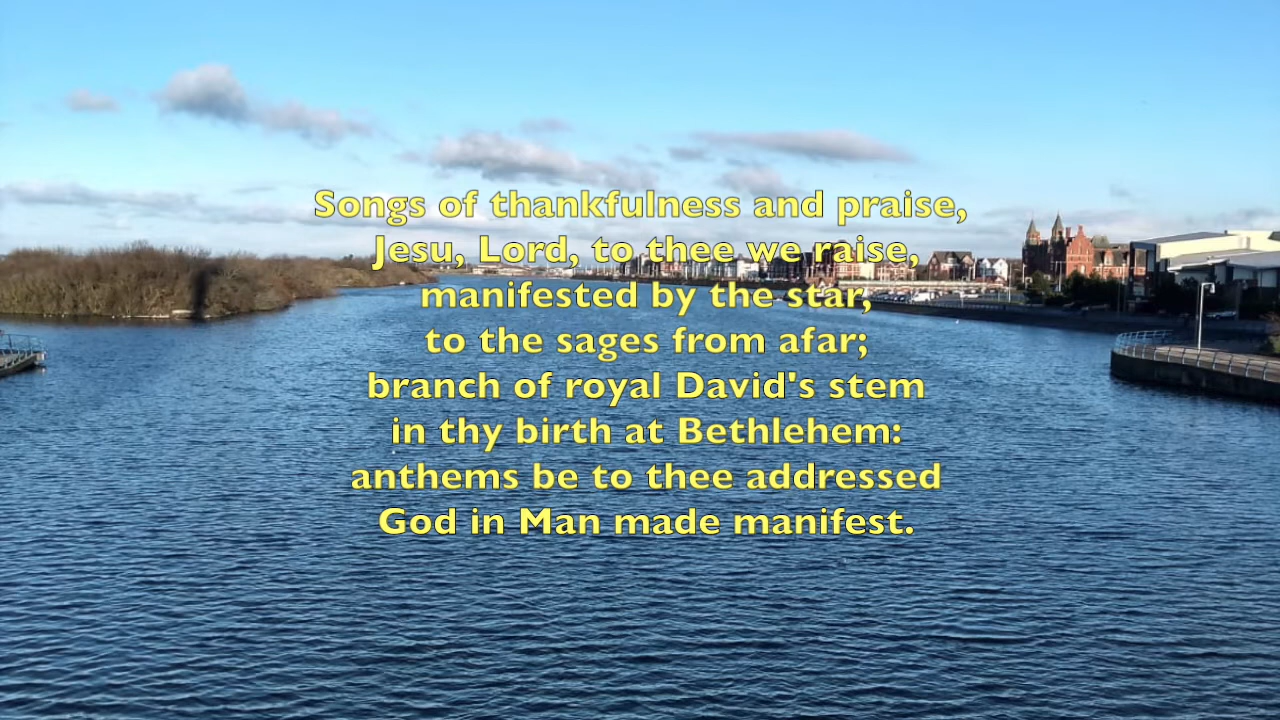 Songs of thankfulness and praise,
Jesu, Lord, to thee we raise,
manifested by the star,
to the sages from afar;
branch of royal David's stem
in thy birth at Bethlehem:
anthems be to thee addressed
God in Man made manifest.